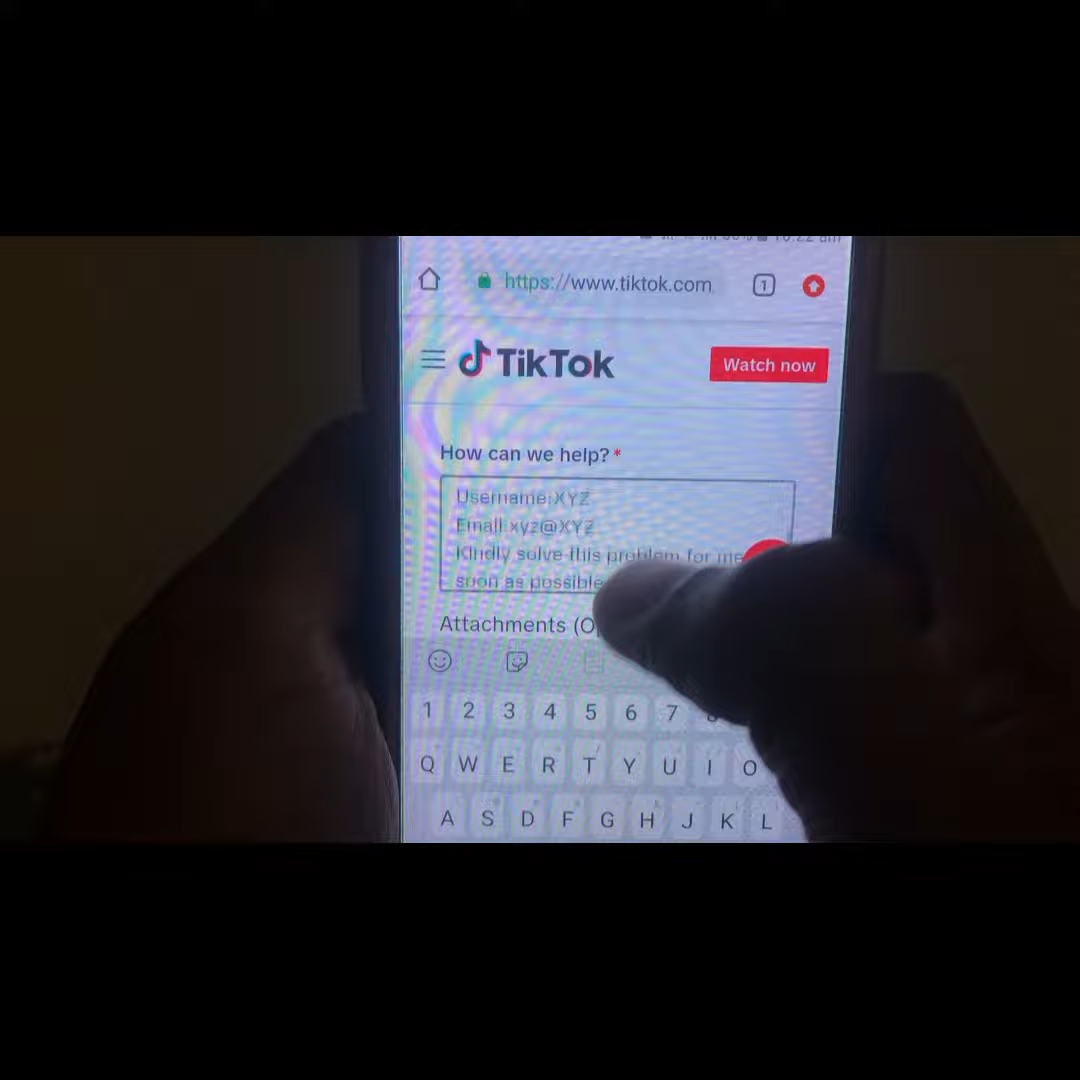 https://www.tiktok.com
1
TikTok
Watch now
How can we help?*
Username:XYZ
Email:xyz@XYZ
Kindly solve this problem for me
soon as possible
Attachments
1 2 3 4 5 6 7
Q W E R T Y U I O
A S D F G H J K L